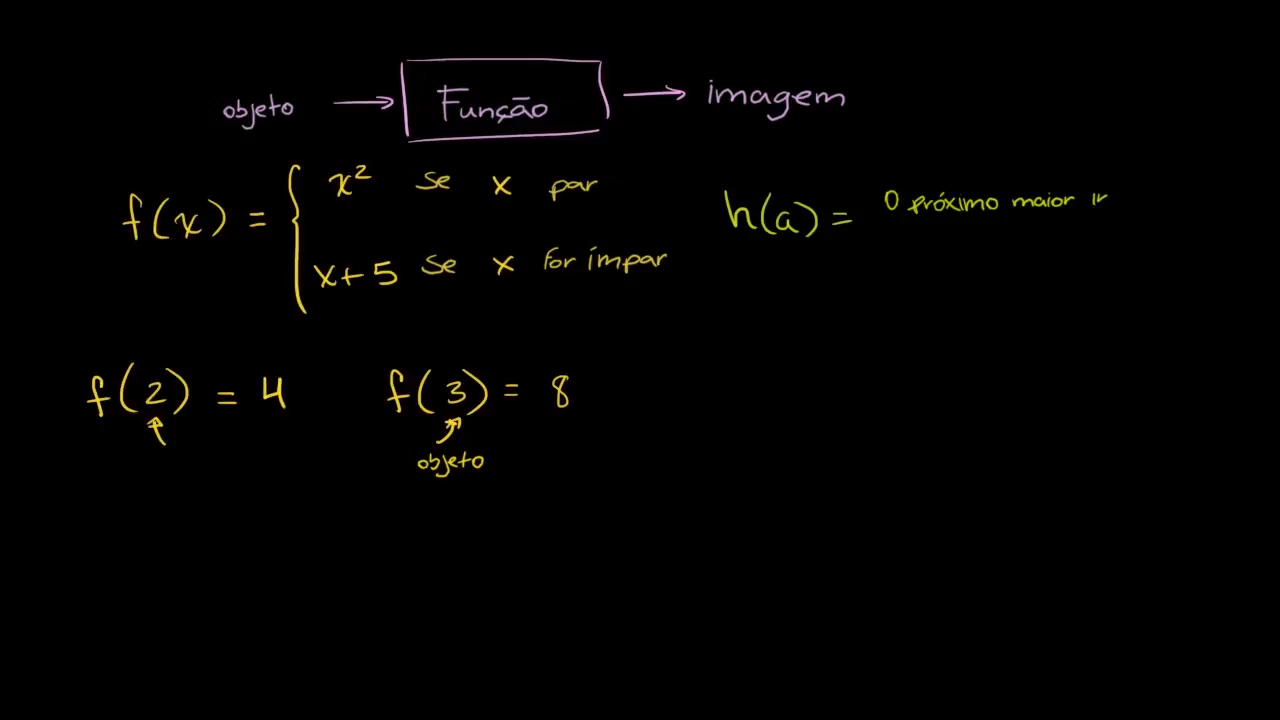 objeto → Função → imagem
f(x) = { x² se x par
x+5 se x for ímpar
h(a) = O próximo maior
f(2) = 4
f(3) = 8
objeto